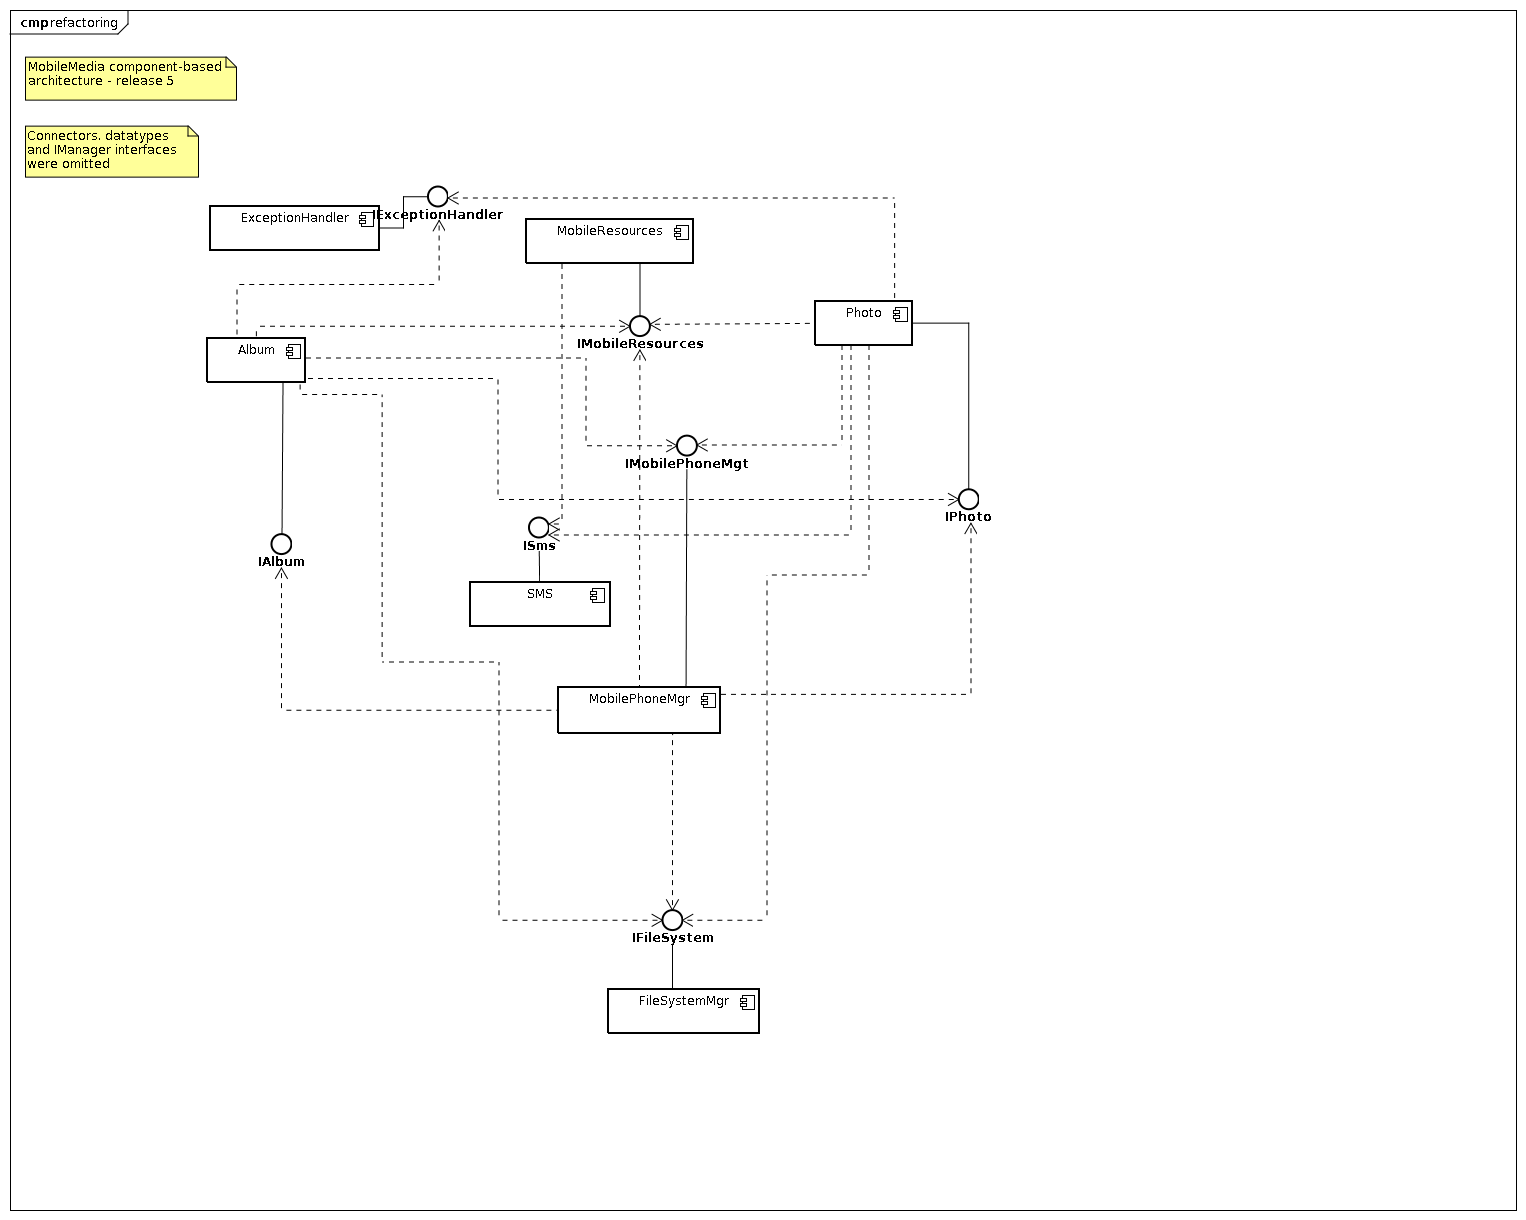 cmp refactoring
MobileMedia component-based
architecture - release 5
Connectors. datatypes
and IManager interfaces
were omitted
ExceptionHandler
IExceptionHandler
MobileResources
Photo
IMobileResources
Album
IMobilePhoneMgt
IPhoto
ISms
IAlbum
SMS
MobilePhoneMgr
IFileSystem
FileSystemMgr